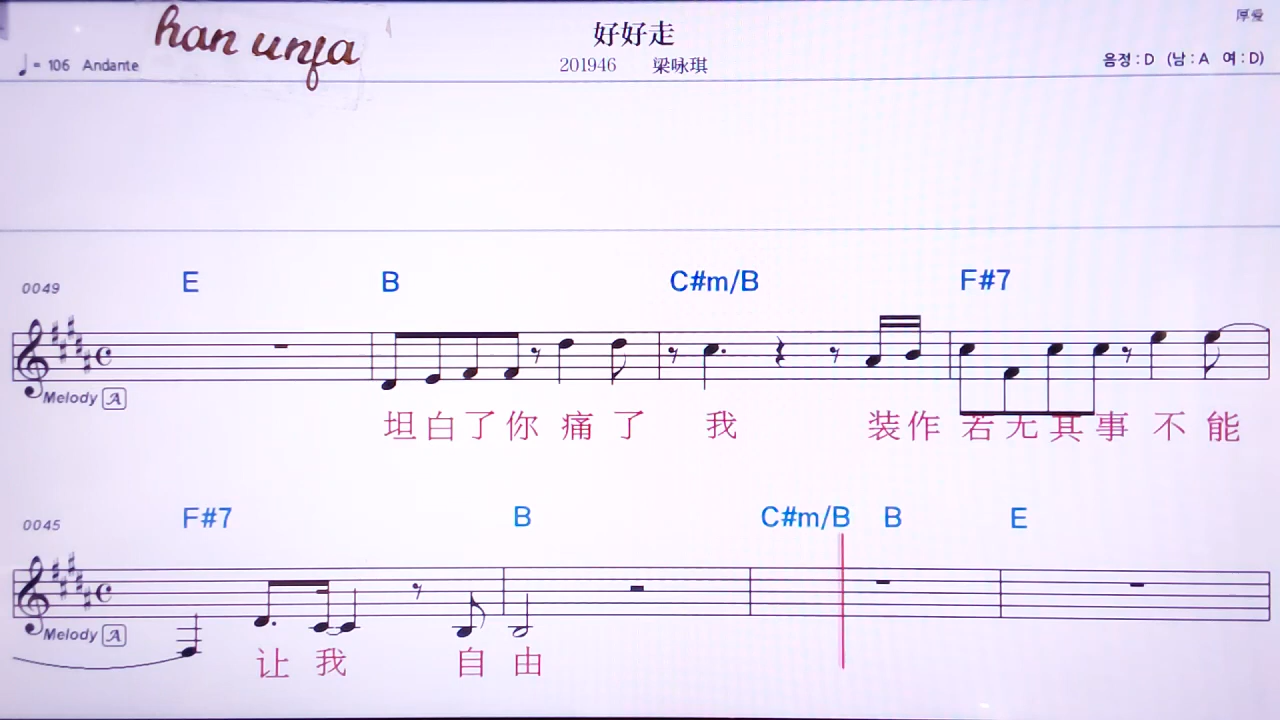 han unfa
好好走
厚爱
♩= 106 Andante
201946 梁咏琪
음정 : D (남 : A 여 : D)
0049 E B C#m/B F#7
Melody A
坦白了你痛了 我 装作若无其事不能
0045 F#7 B C#m/B B E
Melody A
让我 自由